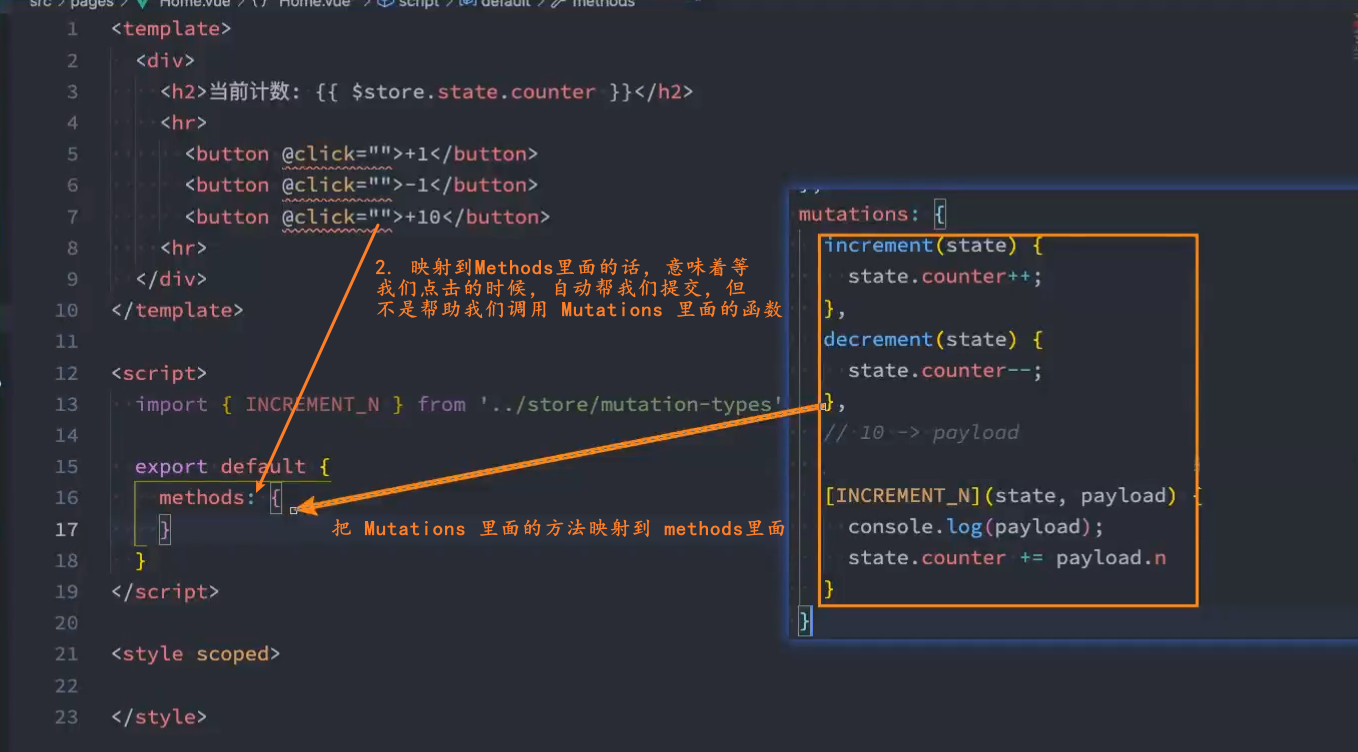 src > pages > Home.vue > {} "Home.vue" > script > default > methods
1 <template>
2 <div>
3 <h2>当前计数: {{ $store.state.counter }}</h2>
4 <hr>
5 <button @click="">+1</button>
6 <button @click="">-1</button>
7 <button @click="">+10</button>
8 <hr>
9 </div>
10 </template>
11
12 <script>
13 import { INCREMENT_N } from '../store/mutation-types'
14
15 export default {
16 methods: {
17 }
18 }
19 </script>
20
21 <style scoped>
22
23 </style>
2. 映射到Methods里面的话，意味着等
我们点击的时候，自动帮我们提交，但
不是帮助我们调用 Mutations 里面的函数
把 Mutations 里面的方法映射到 methods里面
},
mutations: {
increment(state) {
state.counter++;
},
decrement(state) {
state.counter--;
},
// 10 -> payload
[INCREMENT_N](state, payload) {
console.log(payload);
state.counter += payload.n
}
}